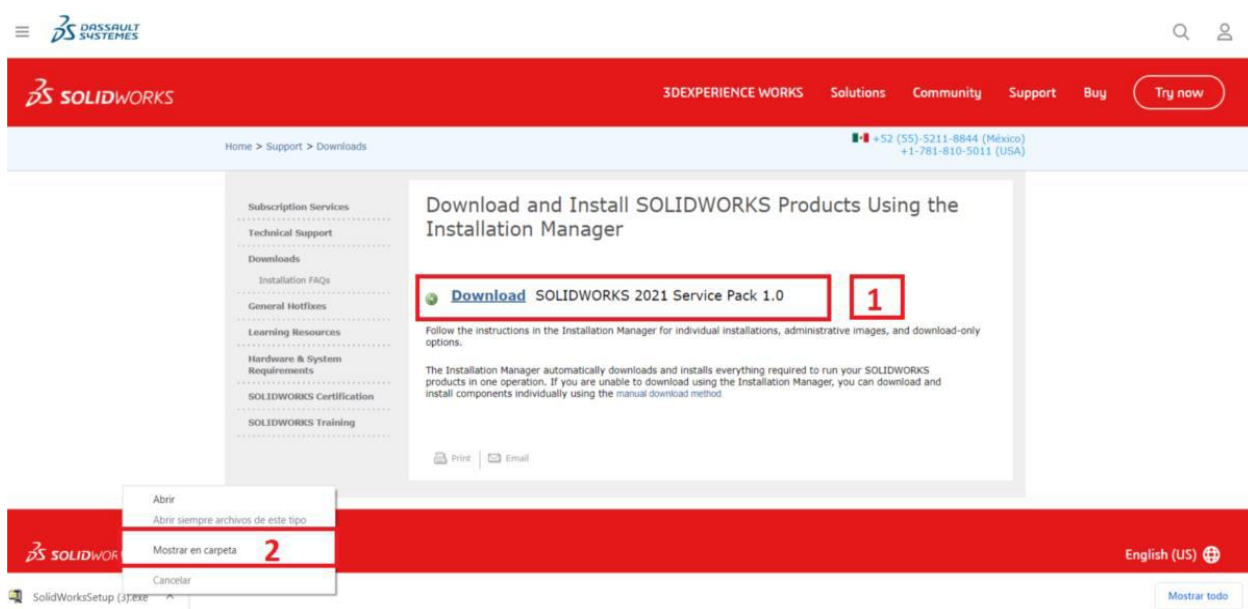 DASSAULT
SYSTEMES
SOLIDWORKS
3DEXPERIENCE WORKS Solutions Community Support Buy Try now
Home > Support > Downloads
+52 (55)-5211-8844 (México)
+1-781-810-5011 (USA)
Subscription Services
Technical Support
Downloads
Installation FAQs
General Hotfixes
Learning Resources
Hardware & System
Requirements
SOLIDWORKS Certification
SOLIDWORKS Training
Download and Install SOLIDWORKS Products Using the
Installation Manager
Download SOLIDWORKS 2021 Service Pack 1.0
1
Follow the instructions in the Installation Manager for individual installations, administrative images, and download-only
options.
The Installation Manager automatically downloads and installs everything required to run your SOLIDWORKS
products in one operation. If you are unable to download using the Installation Manager, you can download and
install components individually using the manual download method.
Print Email
Abrir
Abrir siempre archivos de este tipo
Mostrar en carpeta 2
Cancelar
SOLIDWOR
English (US)
SolidWorksSetup (3).exe
Mostrar todo